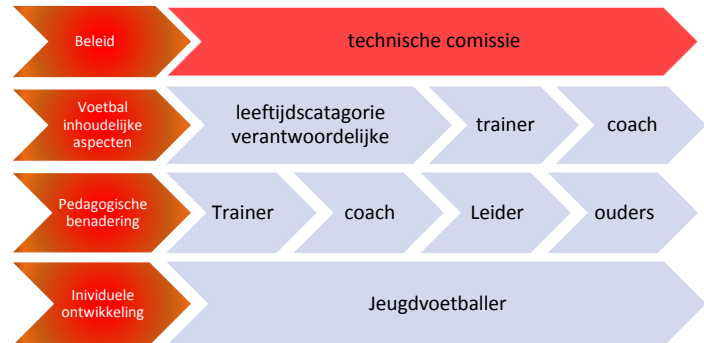 Beleid
technische comissie
Voetbal
inhoudelijke
aspecten
leeftijdscatagorie
verantwoordelijke
trainer
coach
Pedagogische
benadering
Trainer
coach
Leider
ouders
Inividuele
ontwikkeling
Jeugdvoetballer